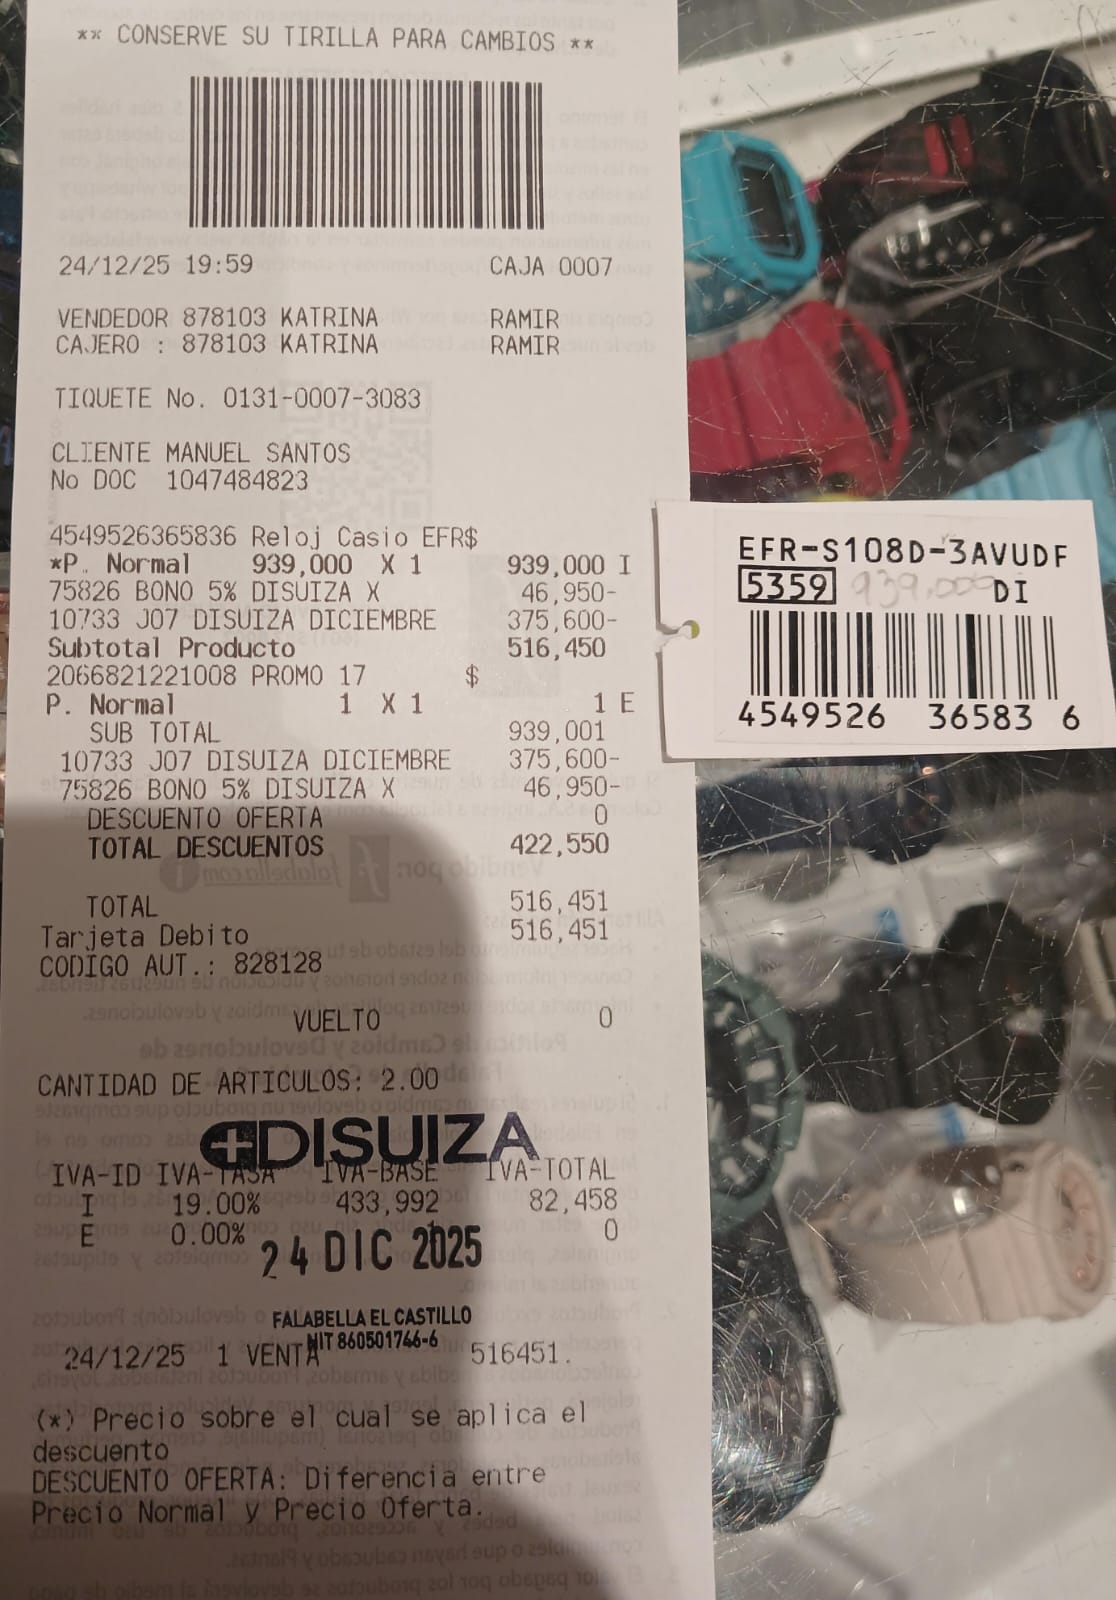 ** CONSERVE SU TIRILLA PARA CAMBIOS **
24/12/25 19:59 CAJA 0007
VENDEDOR 878103 KATRINA RAMIR
CAJERO : 878103 KATRINA RAMIR
TIQUETE No. 0131-0007-3083
CLIENTE MANUEL SANTOS
No DOC 1047484823
4549526365836 Reloj Casio EFR$
*P. Normal 939,000 X 1 939,000 I
75826 BONO 5% DISUIZA X 46,950-
10733 J07 DISUIZA DICIEMBRE 375,600-
Subtotal Producto 516,450
2066821221008 PROMO 17 $
P. Normal 1 X 1 1 E
SUB TOTAL 939,001
10733 J07 DISUIZA DICIEMBRE 375,600-
75826 BONO 5% DISUIZA X 46,950-
DESCUENTO OFERTA 0
TOTAL DESCUENTOS 422,550
TOTAL 516,451
Tarjeta Debito 516,451
CODIGO AUT.: 828128
VUELTO 0
CANTIDAD DE ARTICULOS: 2.00
DISUIZA
IVA-ID IVA-TASA IVA-BASE IVA-TOTAL
I 19.00% 433,992 82,458
E 0.00% 1 0
24 DIC 2025
FALABELLA EL CASTILLO
NIT 860501746-6
24/12/25 1 VENTA 516451.
(*) Precio sobre el cual se aplica el
descuento
DESCUENTO OFERTA: Diferencia entre
Precio Normal y Precio Oferta.
EFR-S108D-3AVUDF
5359 939,000 DI
4549526 36583 6